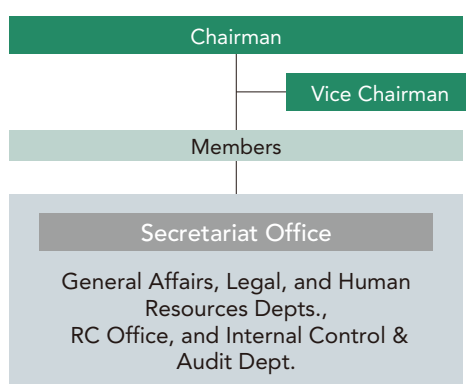 Chairman
Vice Chairman
Members
Secretariat Office
General Affairs, Legal, and Human
Resources Depts.,
RC Office, and Internal Control &
Audit Dept.